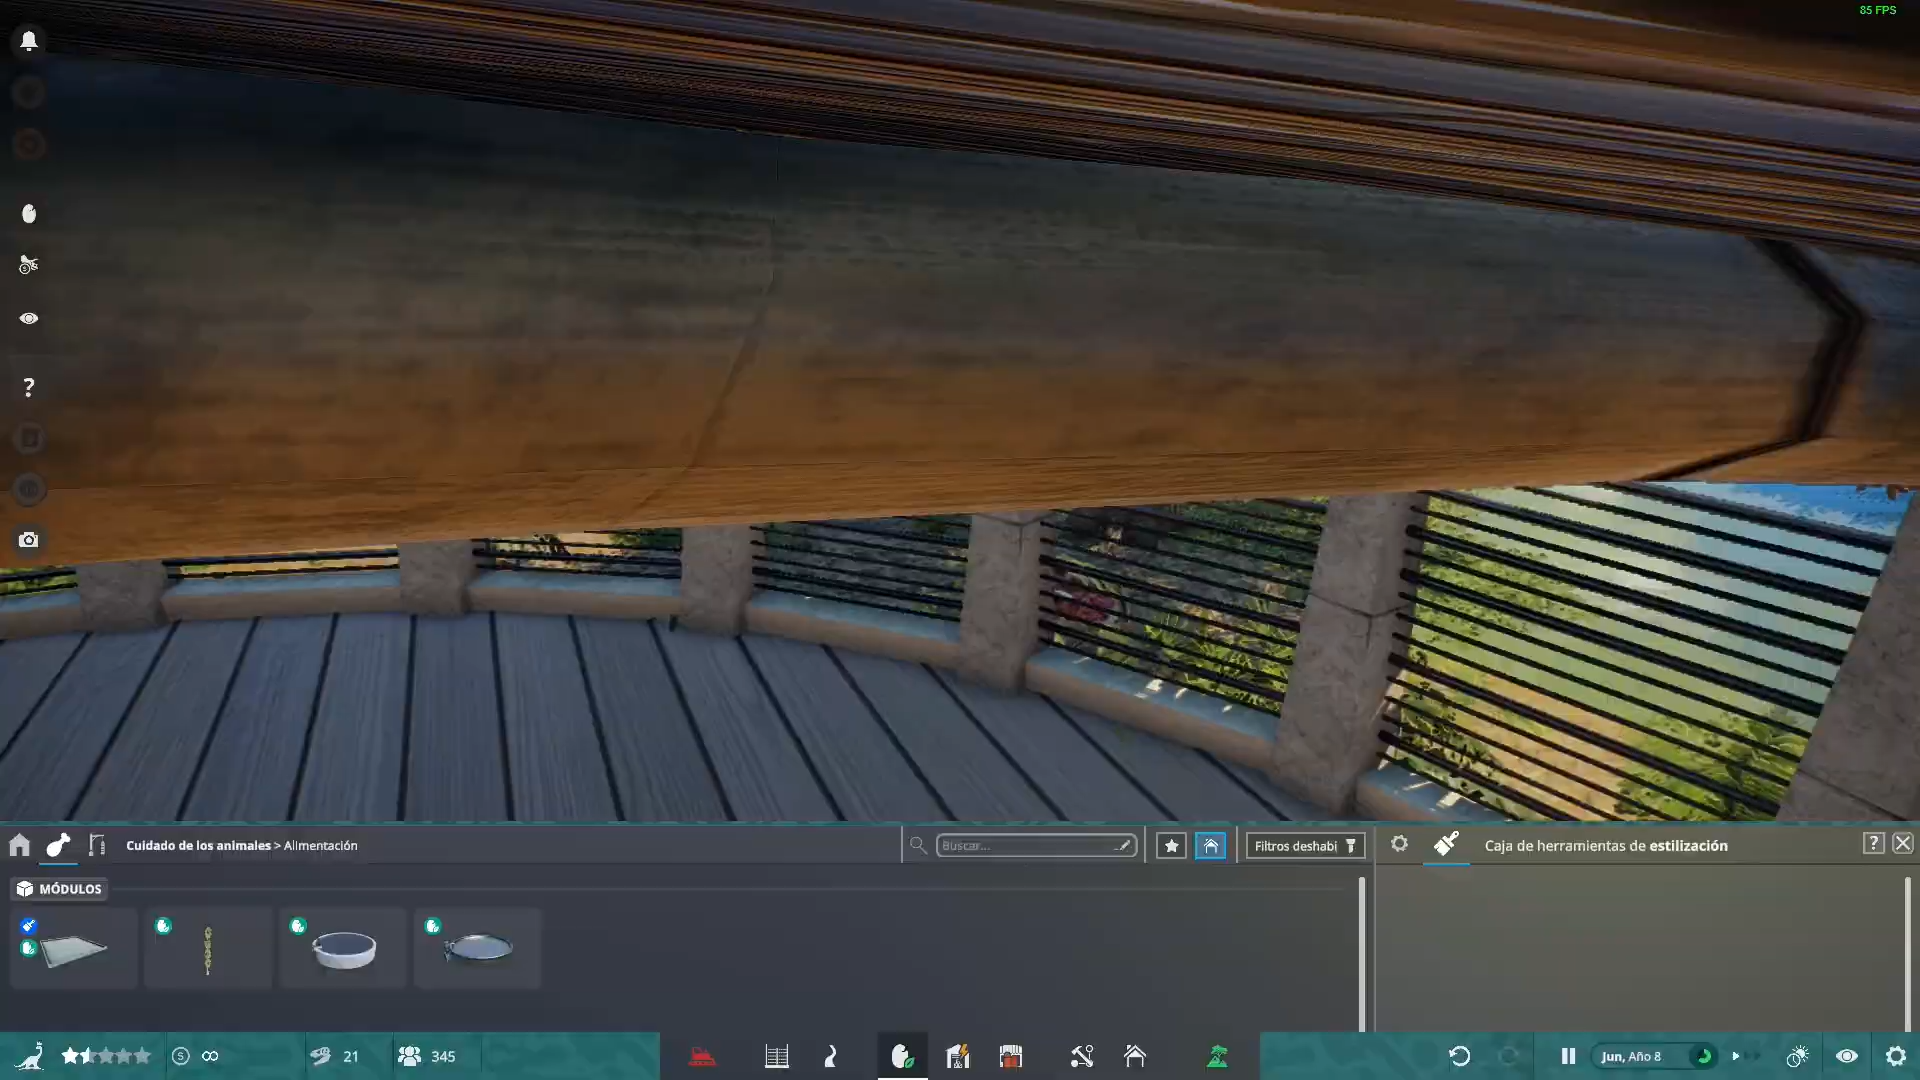 85 FPS
Cuidado de los animales > Alimentación
Buscar...
Filtros deshabi
Caja de herramientas de estilización
?
MÓDULOS
∞
21
345
Jun, Año 8